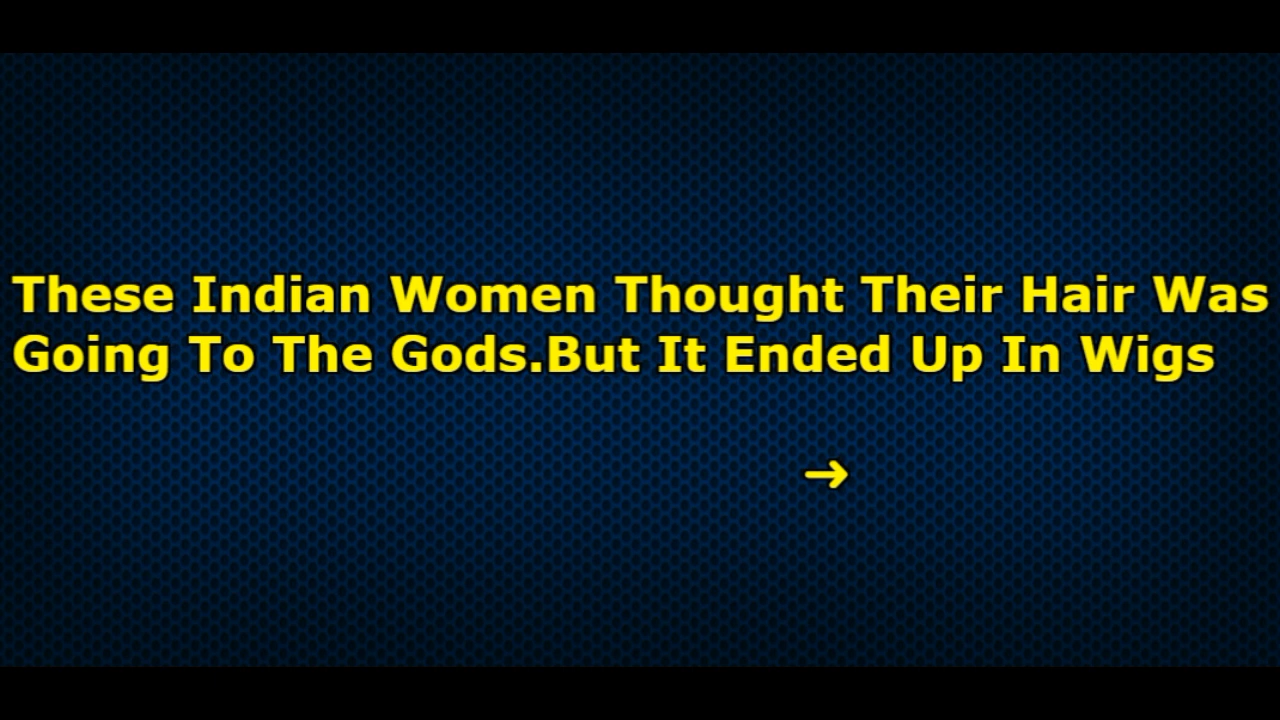 These Indian Women Thought Their Hair Was
Going To The Gods.But It Ended Up In Wigs
➜